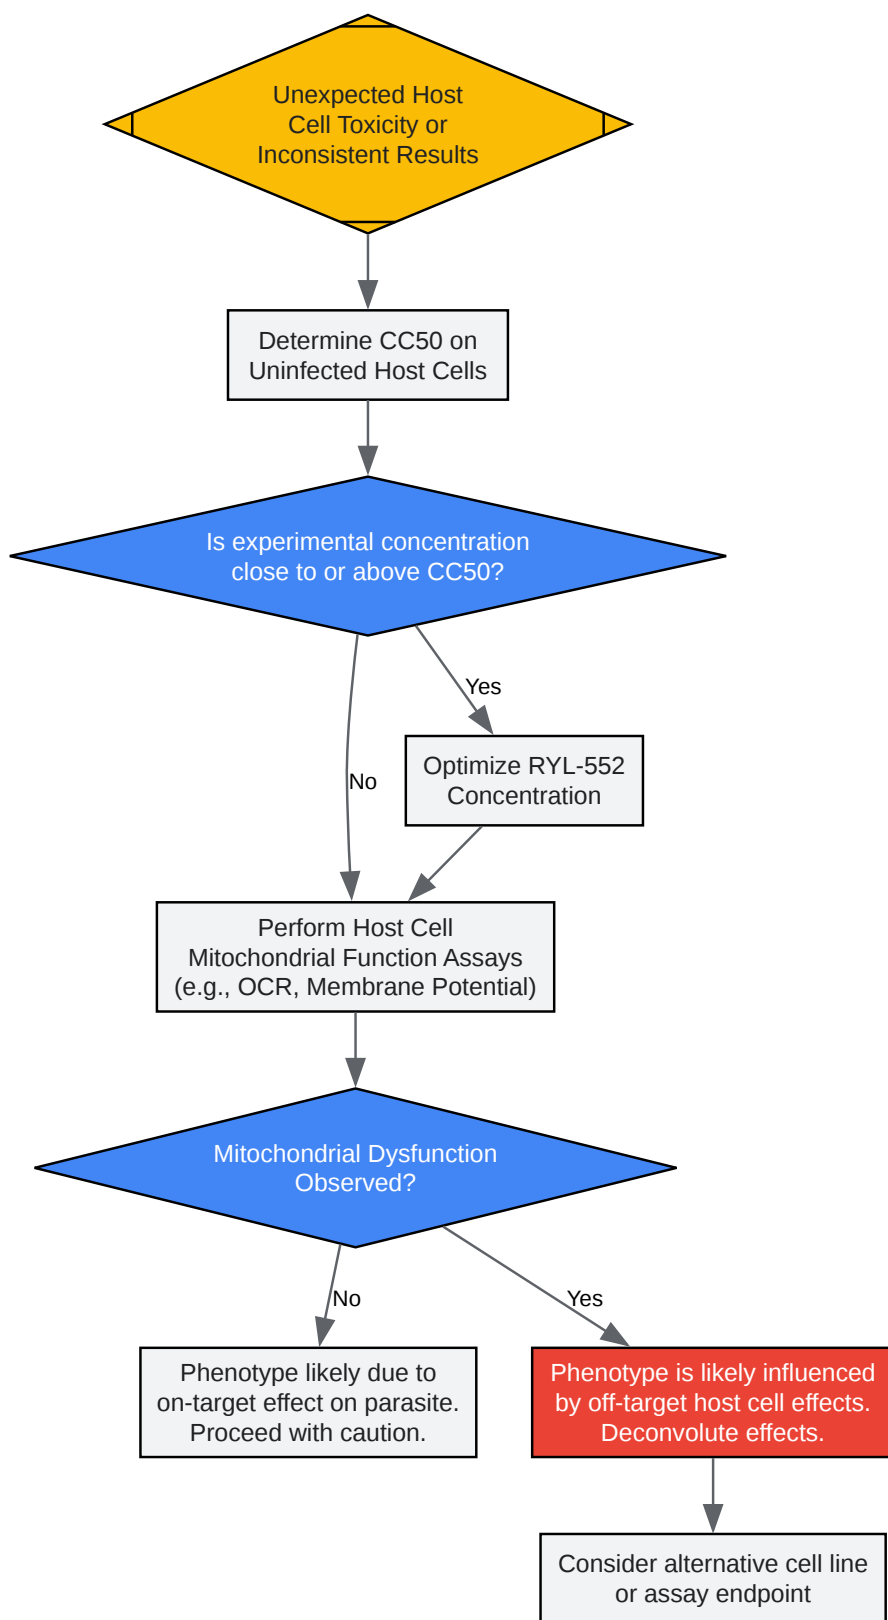 Unexpected Host
Cell Toxicity or
Inconsistent Results
Determine CC50 on
Uninfected Host Cells
Is experimental concentration
close to or above CC50?
Yes
Optimize RYL-552
Concentration
No
Perform Host Cell
Mitochondrial Function Assays
(e.g., OCR, Membrane Potential)
Mitochondrial Dysfunction
Observed?
No
Yes
Phenotype likely due to
on-target effect on parasite.
Proceed with caution.
Phenotype is likely influenced
by off-target host cell effects.
Deconvolute effects.
Consider alternative cell line
or assay endpoint